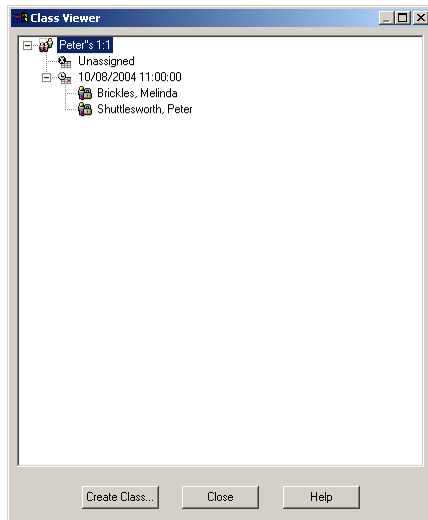 Class Viewer
Peter"s 1:1
Unassigned
10/08/2004 11:00:00
Brickles, Melinda
Shuttlesworth, Peter
Create Class... Close Help